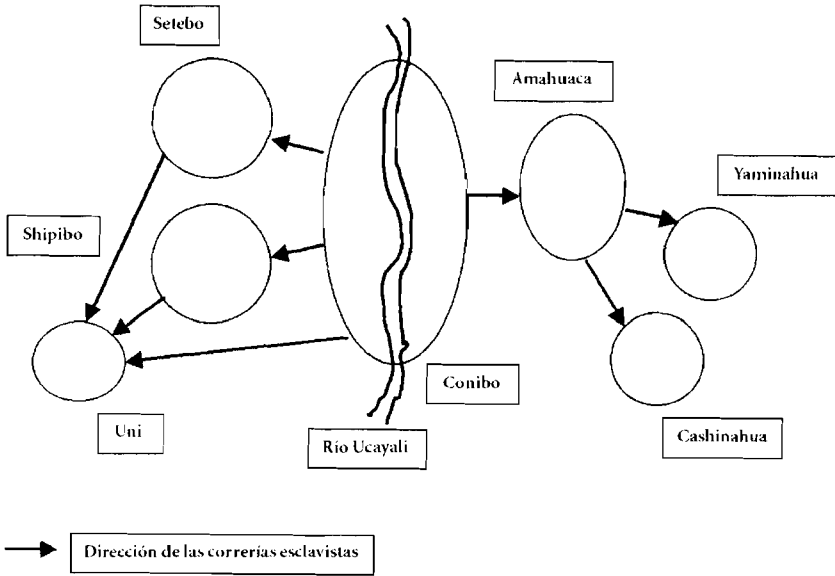 Setebo
Amahuaca
Yaminahua
Shipibo
Conibo
Uni
Río Ucayali
Cashinahua
Dirección de las correrías esclavistas